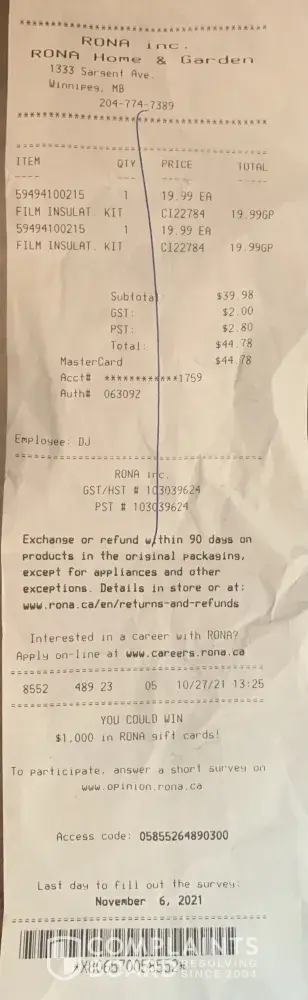 RONA inc.
RONA Home & Garden
1333 Sargent Ave.
Winnipeg, MB
204-774-7389
ITEM QTY PRICE TOTAL
59494100215 1 19.99 EA
FILM INSULAT. KIT CI22784 19.99GP
59494100215 1 19.99 EA
FILM INSULAT. KIT CI22784 19.99GP
Subtotal $39.98
GST: $2.00
PST: $2.80
Total: $44.78
MasterCard $44.78
Acct# ************1759
Auth# 063092
Employee: DJ
RONA inc.
GST/HST # 103039624
PST # 103039624
Exchange or refund within 90 days on
products in the original packaging,
except for appliances and other
exceptions. Details in store or at:
www.rona.ca/en/returns-and-refunds
Interested in a career with RONA?
Apply on-line at www.careers.rona.ca
8552 489 23 05 10/27/21 13:25
YOU COULD WIN
$1,000 in RONA gift cards!
To participate, answer a short survey on
www.opinion.rona.ca
Access code: 05855264890300
Last day to fill out the survey:
November 6, 2021
COMPLAINTS
BOARD RESOLVING
SINCE 2004